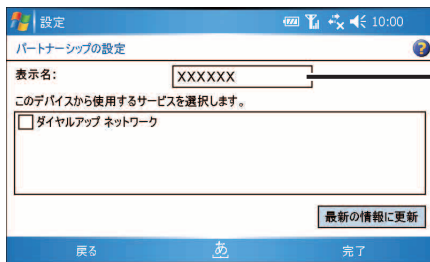 設定 10:00
パートナーシップの設定
表示名: XXXXXX
このデバイスから使用するサービスを選択します。
ダイヤルアップ ネットワーク
最新の情報に更新
戻る あ 完了